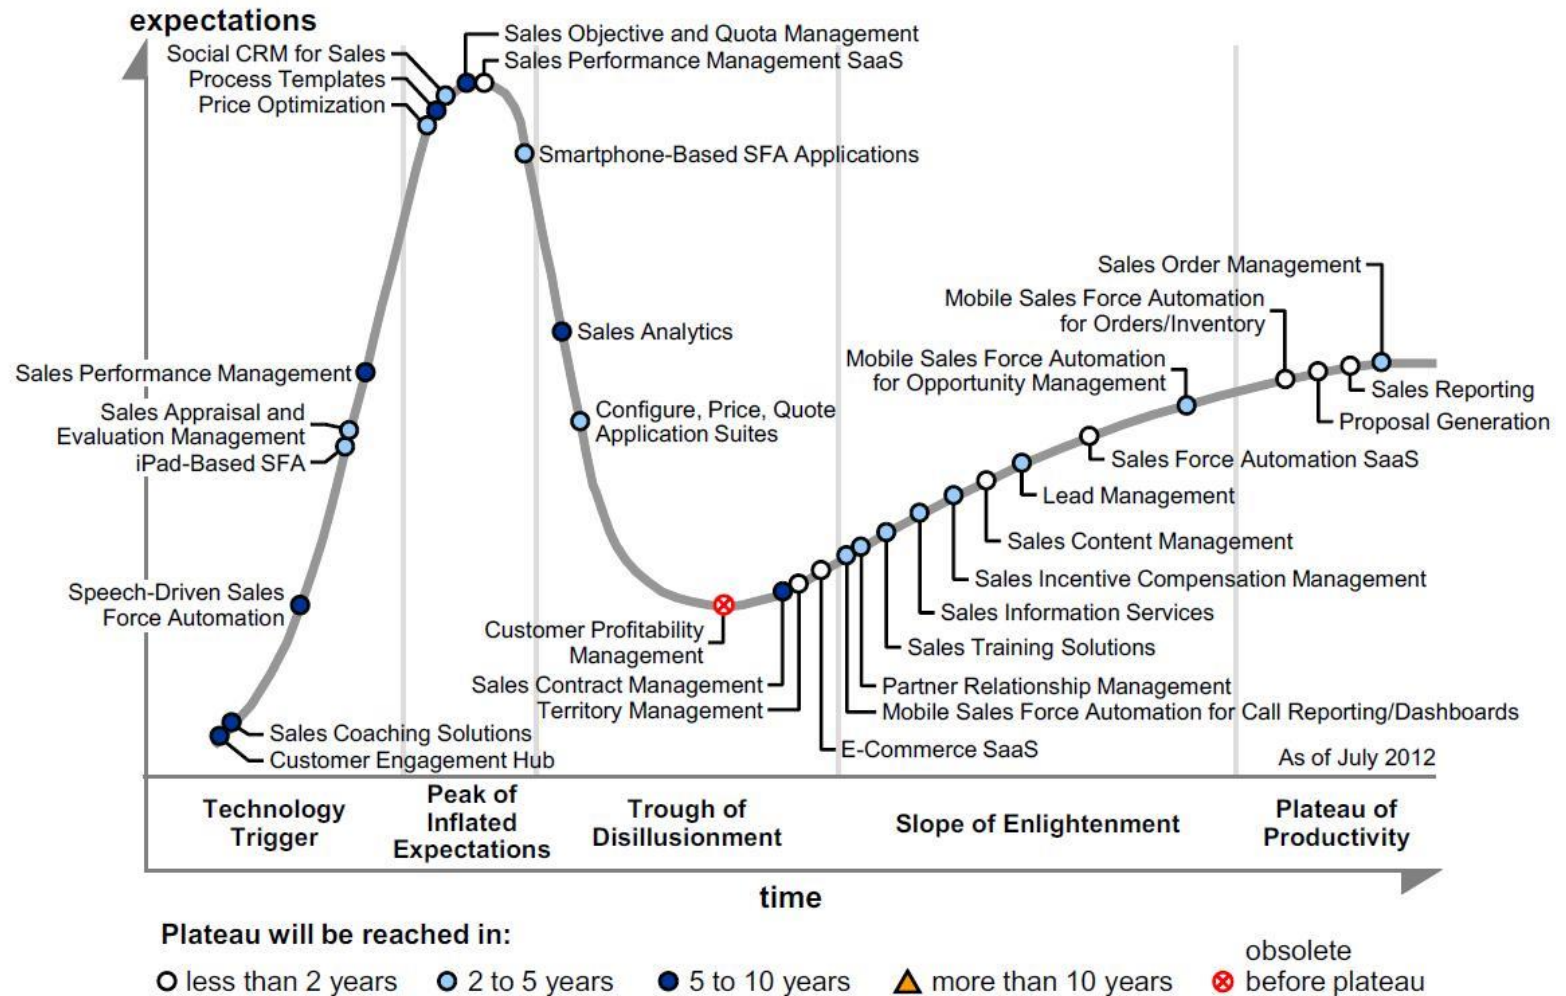 expectations
Social CRM for Sales
Process Templates
Price Optimization
Sales Objective and Quota Management
Sales Performance Management SaaS
Smartphone-Based SFA Applications
Sales Analytics
Configure, Price, Quote
Application Suites
Sales Performance Management
Sales Appraisal and
Evaluation Management
iPad-Based SFA
Speech-Driven Sales
Force Automation
Sales Coaching Solutions
Customer Engagement Hub
Customer Profitability
Management
Sales Contract Management
Territory Management
E-Commerce SaaS
Mobile Sales Force Automation for Call Reporting/Dashboards
Partner Relationship Management
Sales Training Solutions
Sales Information Services
Sales Incentive Compensation Management
Sales Content Management
Lead Management
Sales Force Automation SaaS
Mobile Sales Force Automation
for Opportunity Management
Mobile Sales Force Automation
for Orders/Inventory
Sales Order Management
Sales Reporting
Proposal Generation
As of July 2012
Technology
Trigger
Peak of
Inflated
Expectations
Trough of
Disillusionment
Slope of Enlightenment
Plateau of
Productivity
time
Plateau will be reached in:
less than 2 years
2 to 5 years
5 to 10 years
more than 10 years
obsolete
before plateau